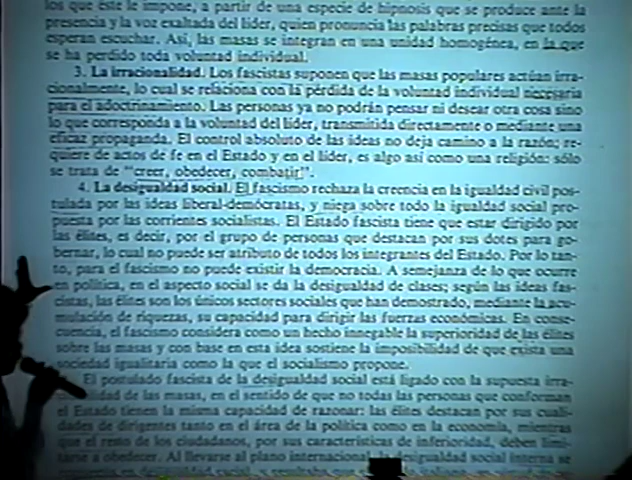 los que éste le impone, a partir de una especie de hipnosis que se produce ante la
presencia y la voz exaltada del líder, quien pronuncia las palabras precisas que todos
esperan escuchar. Así, las masas se integran en una unidad homogénea, en la que
se ha perdido toda voluntad individual.
3. La irracionalidad. Los fascistas suponen que las masas populares actúan irra-
cionalmente, lo cual se relaciona con la pérdida de la voluntad individual necesaria
para el adoctrinamiento. Las personas ya no podrán pensar ni desear otra cosa sino
lo que corresponda a la voluntad del líder, transmitida directamente o mediante una
eficaz propaganda. El control absoluto de las ideas no deja camino a la razón; re-
quiere de actos de fe en el Estado y en el líder, es algo así como una religión: sólo
se trata de "creer, obedecer, combatir!".
4. La desigualdad social. El fascismo rechaza la creencia en la igualdad civil pos-
tulada por las ideas liberal-demócratas, y niega sobre todo la igualdad social pro-
puesta por las corrientes socialistas. El Estado fascista tiene que estar dirigido por
las élites, es decir, por el grupo de personas que destacan por sus dotes para go-
bernar, lo cual no puede ser atributo de todos los integrantes del Estado. Por lo tan-
to, para el fascismo no puede existir la democracia. A semejanza de lo que ocurre
en política, en el aspecto social se da la desigualdad de clases; según las ideas fas-
cistas, las élites son los únicos sectores sociales que han demostrado, mediante la acu-
mulación de riquezas, su capacidad para dirigir las fuerzas económicas. En conse-
cuencia, el fascismo considera como un hecho innegable la superioridad de las élites
sobre las masas y con base en esta idea sostiene la imposibilidad de que exista una
sociedad igualitaria como la que el socialismo propone.
El postulado fascista de la desigualdad social está ligado con la supuesta irra-
de las masas, en el sentido de que no todas las personas que conforman
el Estado tienen la misma capacidad de razonar: las élites destacan por sus cuali-
dades de dirigentes tanto en el área de la política como en la economía, mientras
que el resto de los ciudadanos, por sus características de inferioridad, deben limi-
tarse a obedecer. Al llevarse al plano internacional la desigualdad social interna se
desigualdad social